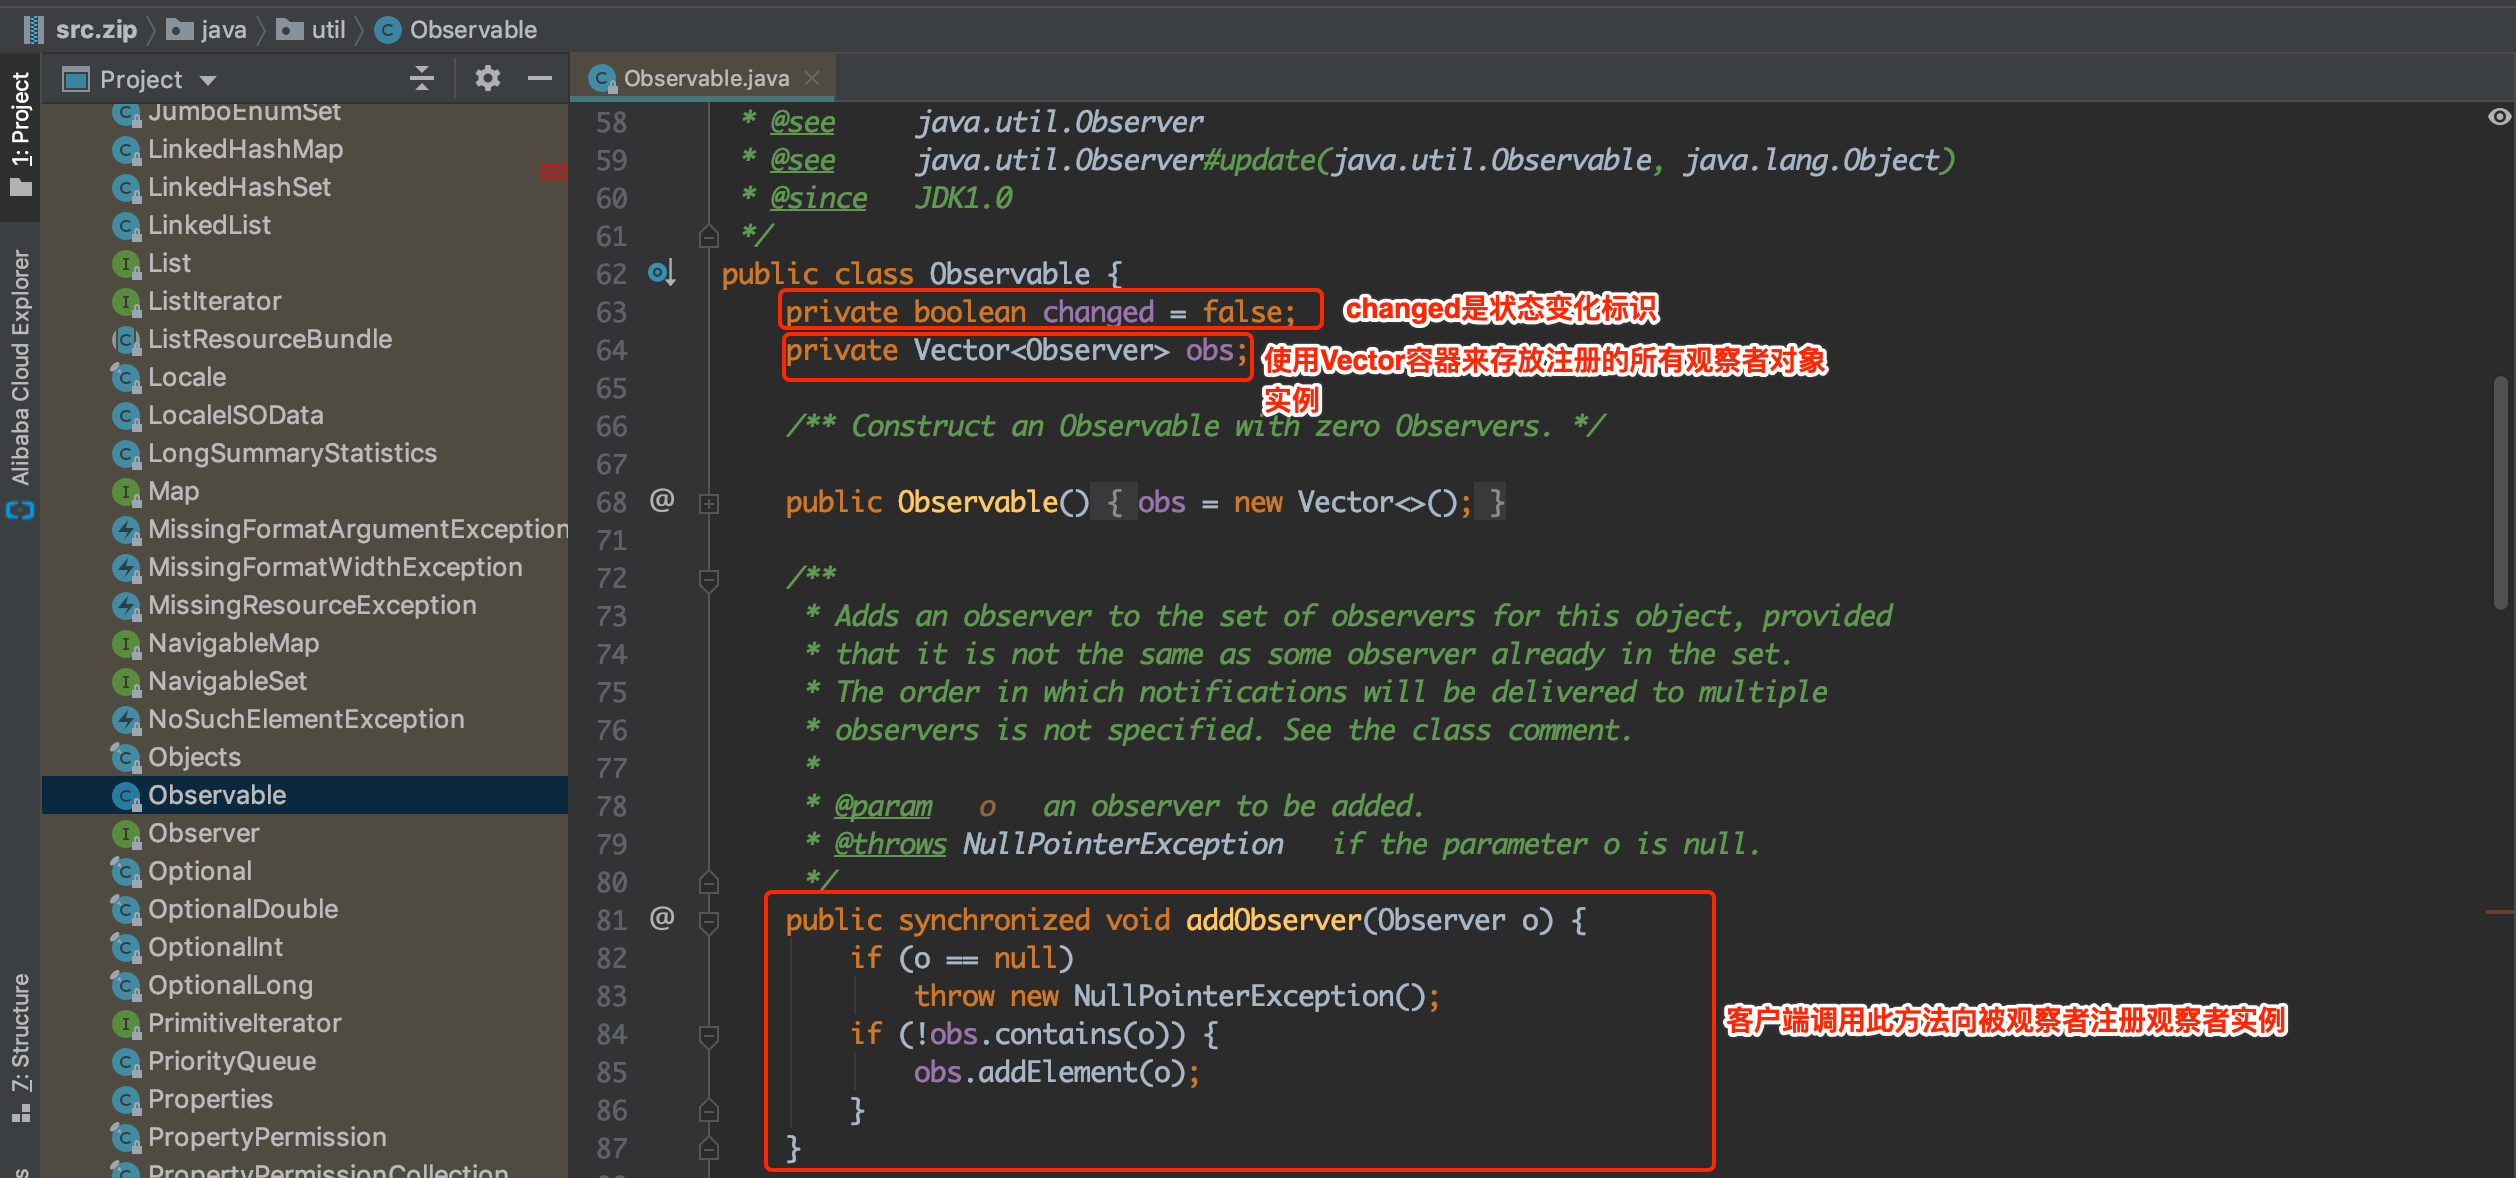 src.zip java util Observable
Project
Observable.java
1: Project
Alibaba Cloud Explorer
7: Structure
JumboEnumSet
LinkedHashMap
LinkedHashSet
LinkedList
List
ListIterator
ListResourceBundle
Locale
LocaleISOData
LongSummaryStatistics
Map
MissingFormatArgumentException
MissingFormatWidthException
MissingResourceException
NavigableMap
NavigableSet
NoSuchElementException
Objects
Observable
Observer
Optional
OptionalDouble
OptionalInt
OptionalLong
PrimitiveIterator
PriorityQueue
Properties
PropertyPermission
PropertyPermissionCollection
58 * @see java.util.Observer
59 * @see java.util.Observer#update(java.util.Observable, java.lang.Object)
60 * @since JDK1.0
61 */
62 public class Observable {
63 private boolean changed = false; changed是状态变化标识
64 private Vector<Observer> obs; 使用Vector容器来存放注册的所有观察者对象
65 实例
66 /** Construct an Observable with zero Observers. */
67
68 @ public Observable() { obs = new Vector<>(); }
71
72 /**
73 * Adds an observer to the set of observers for this object, provided
74 * that it is not the same as some observer already in the set.
75 * The order in which notifications will be delivered to multiple
76 * observers is not specified. See the class comment.
77 *
78 * @param o an observer to be added.
79 * @throws NullPointerException if the parameter o is null.
80 */
81 @ public synchronized void addObserver(Observer o) {
82 if (o == null)
83 throw new NullPointerException();
84 if (!obs.contains(o)) {
85 obs.addElement(o);
86 }
87 }
客户端调用此方法向被观察者注册观察者实例